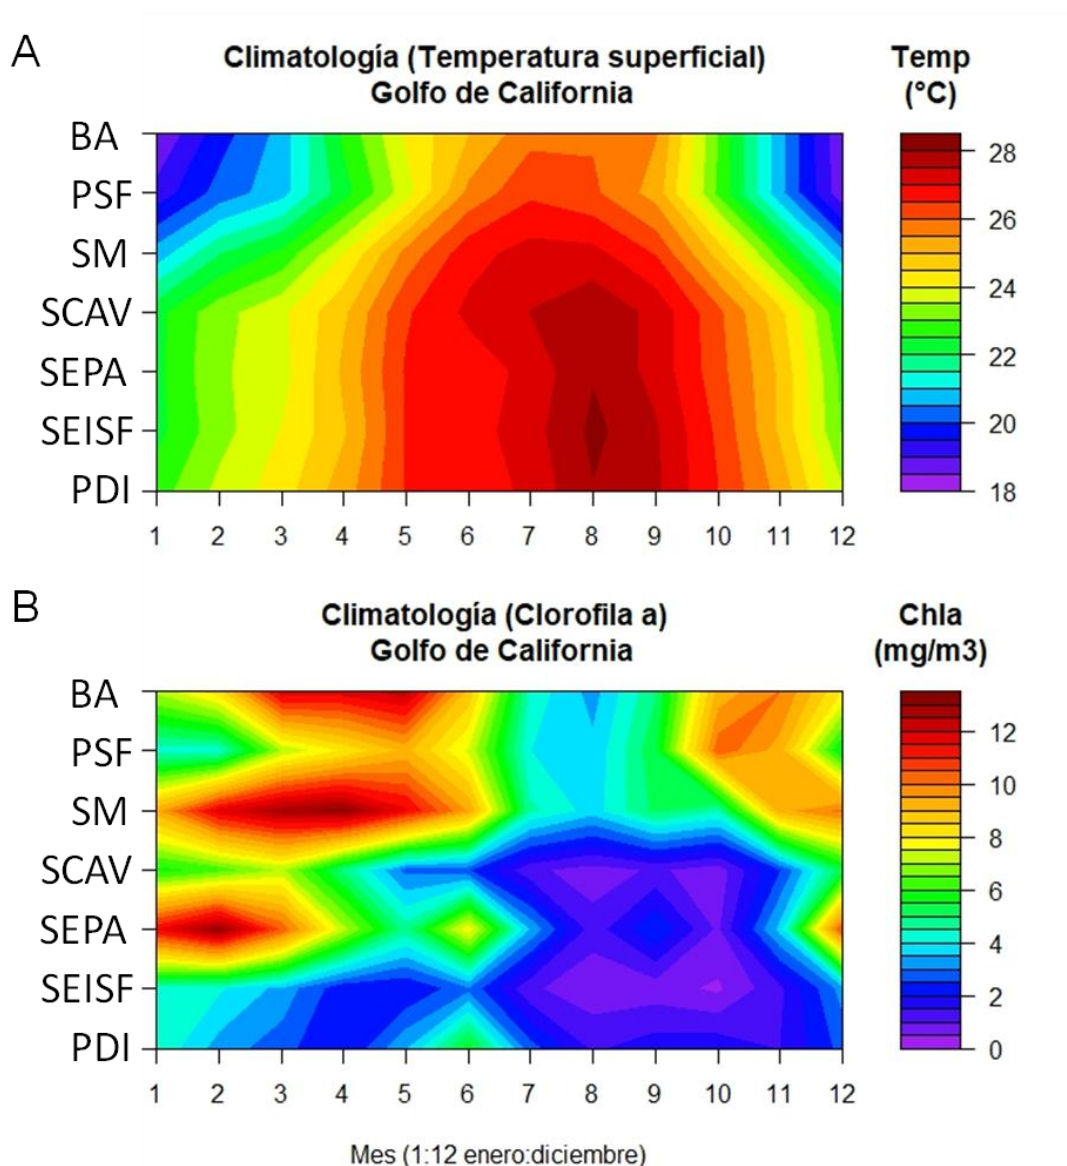 A
Climatología (Temperatura superficial)
Golfo de California
Temp
(°C)
BA
PSF
SM
SCAV
SEPA
SEISF
PDI
1 2 3 4 5 6 7 8 9 10 11 12
28
26
24
22
20
18
B
Climatología (Clorofila a)
Golfo de California
Chla
(mg/m3)
BA
PSF
SM
SCAV
SEPA
SEISF
PDI
1 2 3 4 5 6 7 8 9 10 11 12
12
10
8
6
4
2
0
Mes (1:12 enero:diciembre)